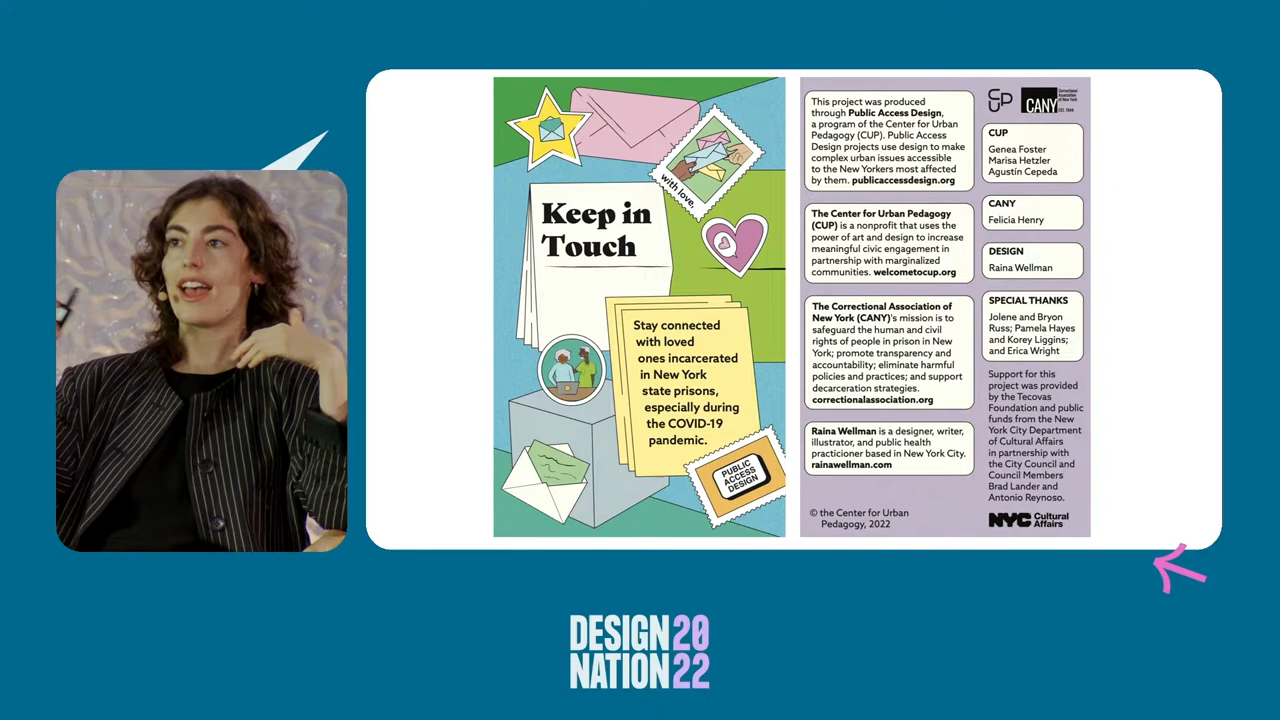 with love,
Keep in
Touch
Stay connected
with loved
ones incarcerated
in New York
state prisons,
especially during
the COVID-19
pandemic.
PUBLIC
ACCESS
DESIGN
This project was produced
through Public Access Design,
a program of the Center for Urban
Pedagogy (CUP). Public Access
Design projects use design to make
complex urban issues accessible
to the New Yorkers most affected
by them. publicaccessdesign.org
The Center for Urban Pedagogy
(CUP) is a nonprofit that uses the
power of art and design to increase
meaningful civic engagement in
partnership with marginalized
communities. welcometocup.org
The Correctional Association of
New York (CANY)'s mission is to
safeguard the human and civil
rights of people in prison in New
York; promote transparency and
accountability; eliminate harmful
policies and practices; and support
decarceration strategies.
correctionalassociation.org
Raina Wellman is a designer, writer,
illustrator, and public health
practicioner based in New York City.
rainawellman.com
© the Center for Urban
Pedagogy, 2022
CUP
CANY
Correctional
Association
of New York
EST. 1844
CUP
Genea Foster
Marisa Hetzler
Agustín Cepeda
CANY
Felicia Henry
DESIGN
Raina Wellman
SPECIAL THANKS
Jolene and Bryon
Russ; Pamela Hayes
and Korey Liggins;
and Erica Wright
Support for this
project was provided
by the Tecovas
Foundation and public
funds from the New
York City Department
of Cultural Affairs
in partnership with
the City Council and
Council Members
Brad Lander and
Antonio Reynoso.
NYC Cultural
Affairs
DESIGN 20
NATION 22